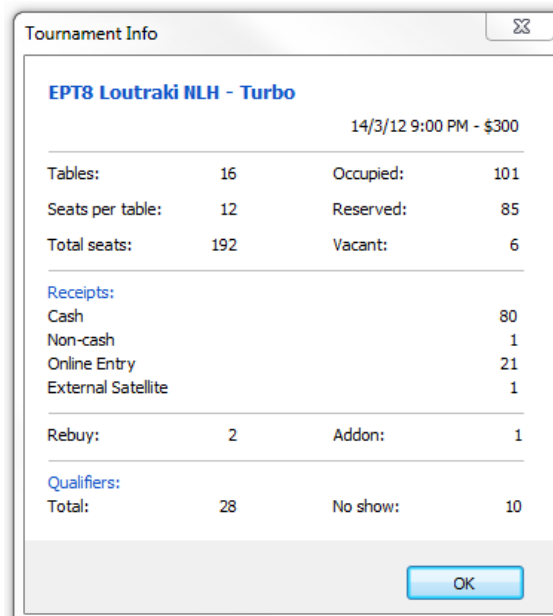 Tournament Info
EPT8 Loutraki NLH - Turbo
14/3/12 9:00 PM - $300
Tables: 16 Occupied: 101
Seats per table: 12 Reserved: 85
Total seats: 192 Vacant: 6
Receipts:
Cash 80
Non-cash 1
Online Entry 21
External Satellite 1
Rebuy: 2 Addon: 1
Qualifiers:
Total: 28 No show: 10
OK